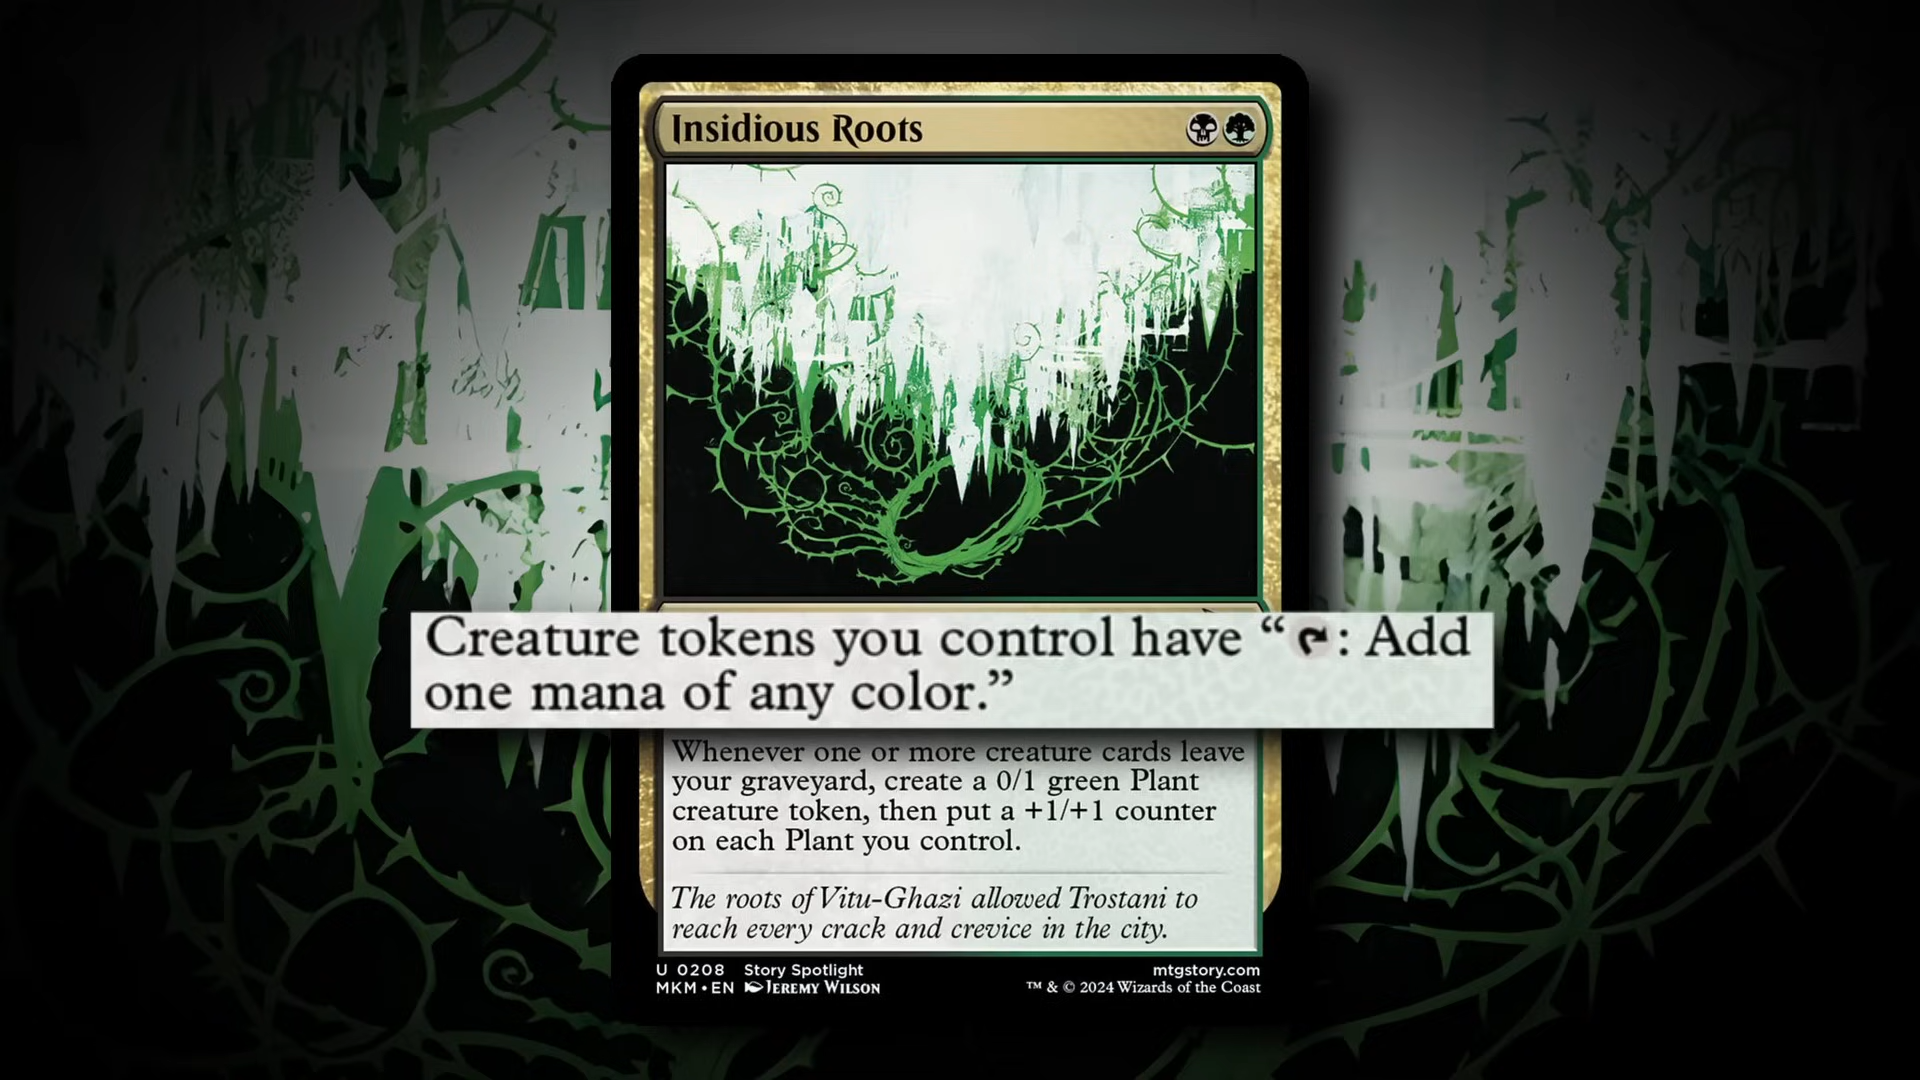 Insidious Roots
Creature tokens you control have “ : Add
one mana of any color.”
Whenever one or more creature cards leave
your graveyard, create a 0/1 green Plant
creature token, then put a +1/+1 counter
on each Plant you control.
The roots of Vitu-Ghazi allowed Trostani to
reach every crack and crevice in the city.
U 0208 Story Spotlight
mtgstory.com
MKM • EN JEREMY WILSON
™ & © 2024 Wizards of the Coast